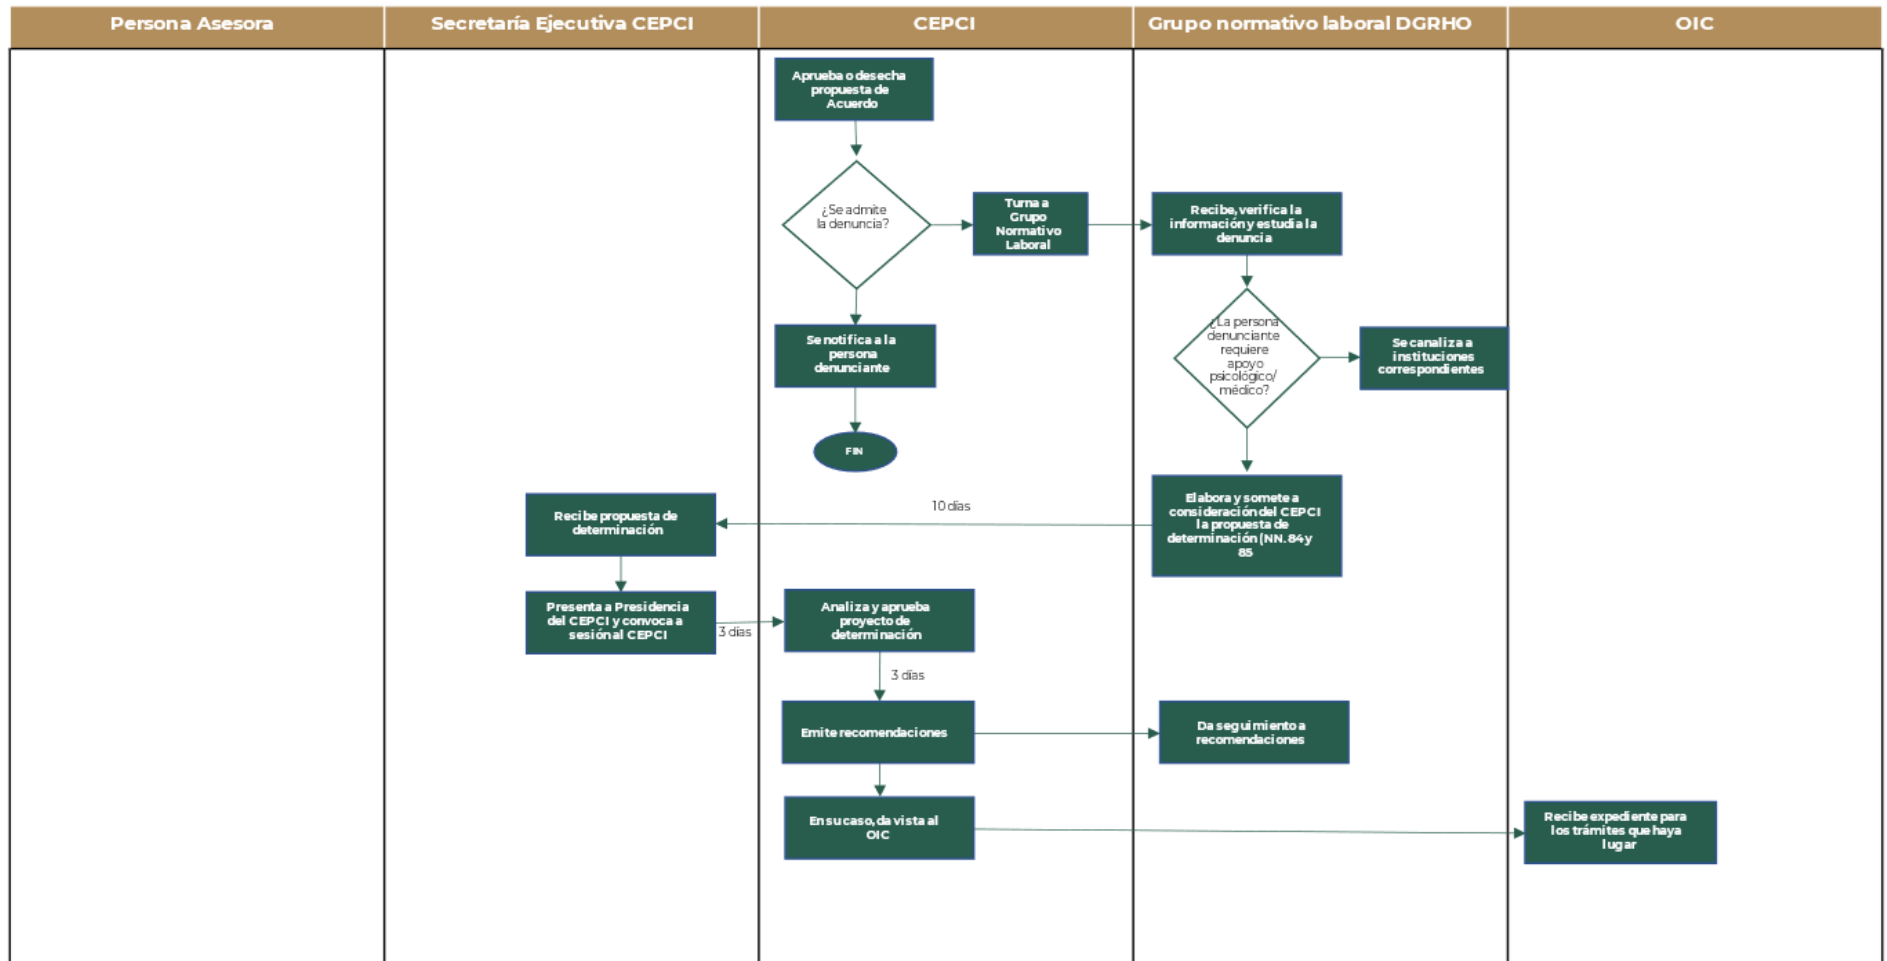 Persona Asesora
Secretaría Ejecutiva CEPCI
CEPCI
Grupo normativo laboral DGRHO
OIC
Aprueba o desecha
propuesta de
Acuerdo
¿Se admite
la denuncia?
Turna a
Grupo
Normativo
Laboral
Recibe, verifica la
información y estudia la
denuncia
Se notifica a la
persona
denunciante
¿La persona
denunciante
requiere
apoyo
psicológico/
médico?
Se canaliza a
instituciones
correspondientes
FIN
Elabora y somete a
consideración del CEPCI
la propuesta de
determinación (NN. 84 y
85
10 días
Recibe propuesta de
determinación
Presenta a Presidencia
del CEPCI y convoca a
sesión al CEPCI
3 días
Analiza y aprueba
proyecto de
determinación
3 días
Emite recomendaciones
Da seguimiento a
recomendaciones
En su caso, da vista al
OIC
Recibe expediente para
los trámites que haya
lugar